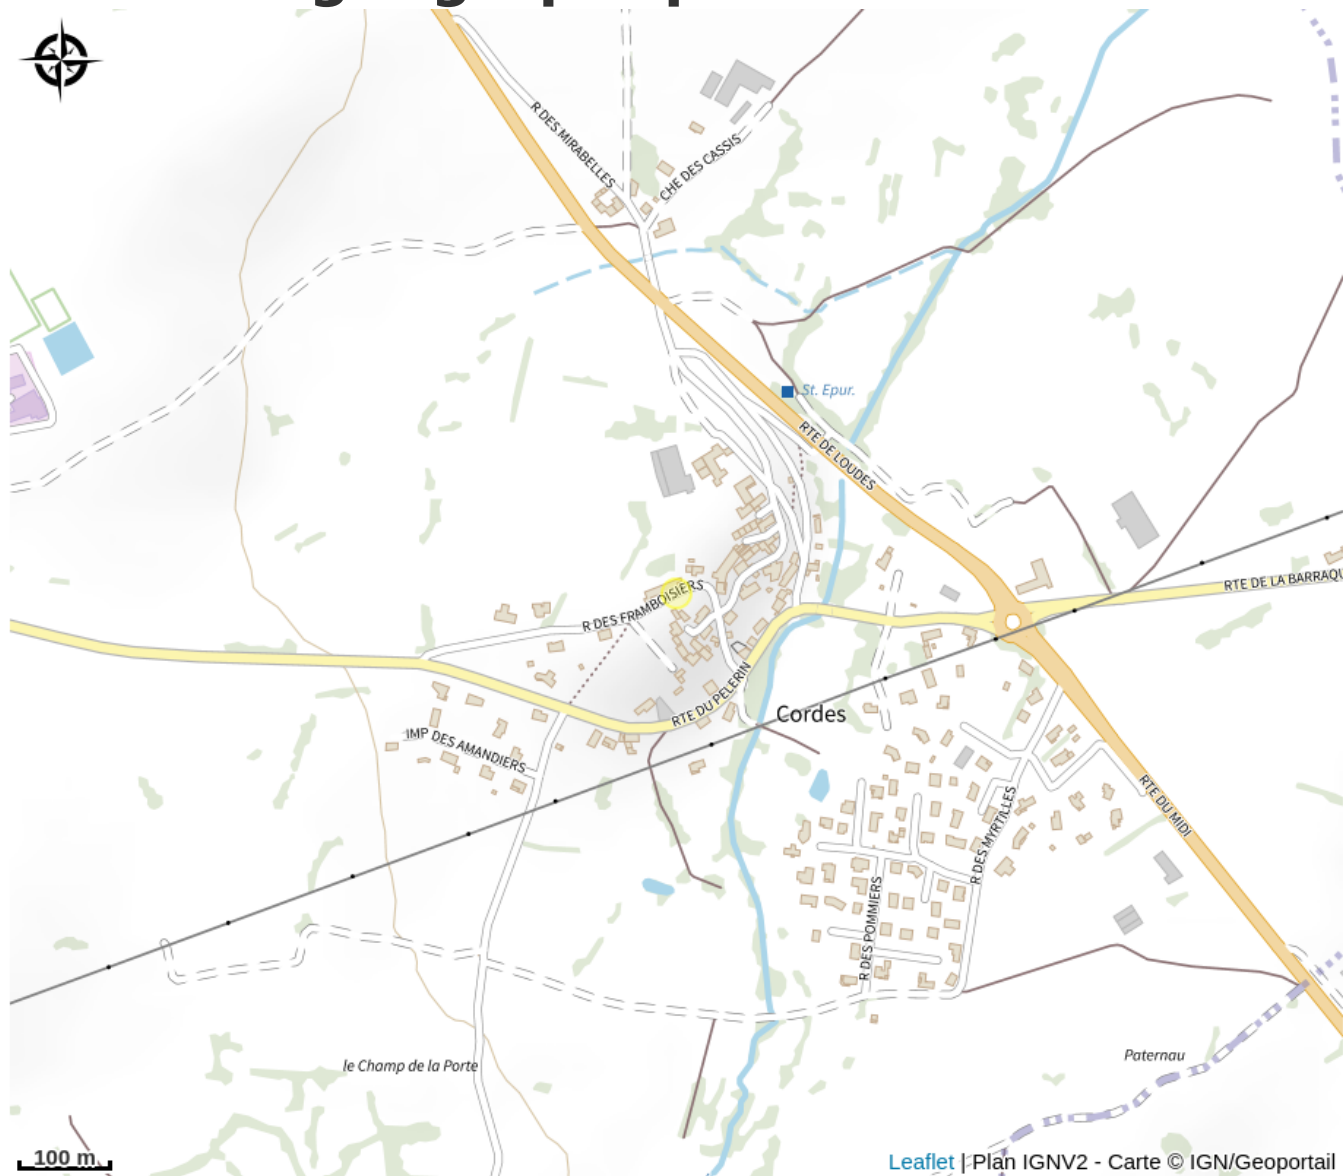 R DES MIRABELLES
CHE DES CASSIS
St. Epur.
RTE DE LOUDES
RTE DE LA BARRAQU
R DES FRAMBOISIERS
RTE DU PELERIN
Cordes
IMP DES AMANDIERS
RTE DU MIDI
R DES MYRTILLES
R DES POMMIERS
le Champ de la Porte
Paternau
100 m
Leaflet | Plan IGNV2 - Carte © IGN/Geoportail